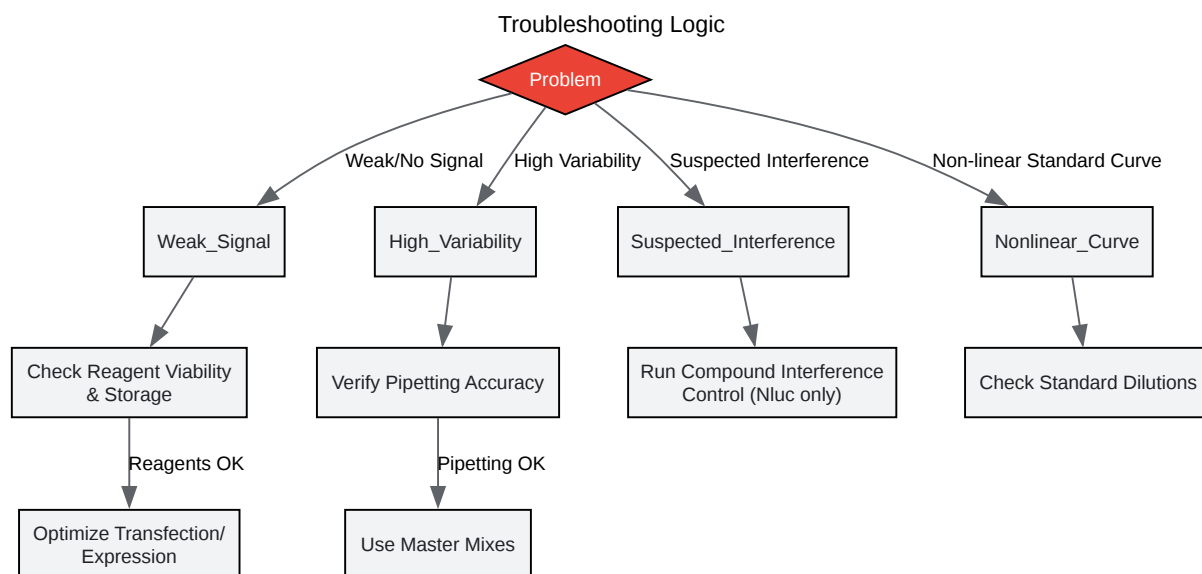 Troubleshooting Logic
Problem
Weak/No Signal
High Variability
Suspected Interference
Non-linear Standard Curve
Weak_Signal
High_Variability
Suspected_Interference
Nonlinear_Curve
Check Reagent Viability
& Storage
Verify Pipetting Accuracy
Run Compound Interference
Control (Nluc only)
Check Standard Dilutions
Reagents OK
Pipetting OK
Optimize Transfection/
Expression
Use Master Mixes